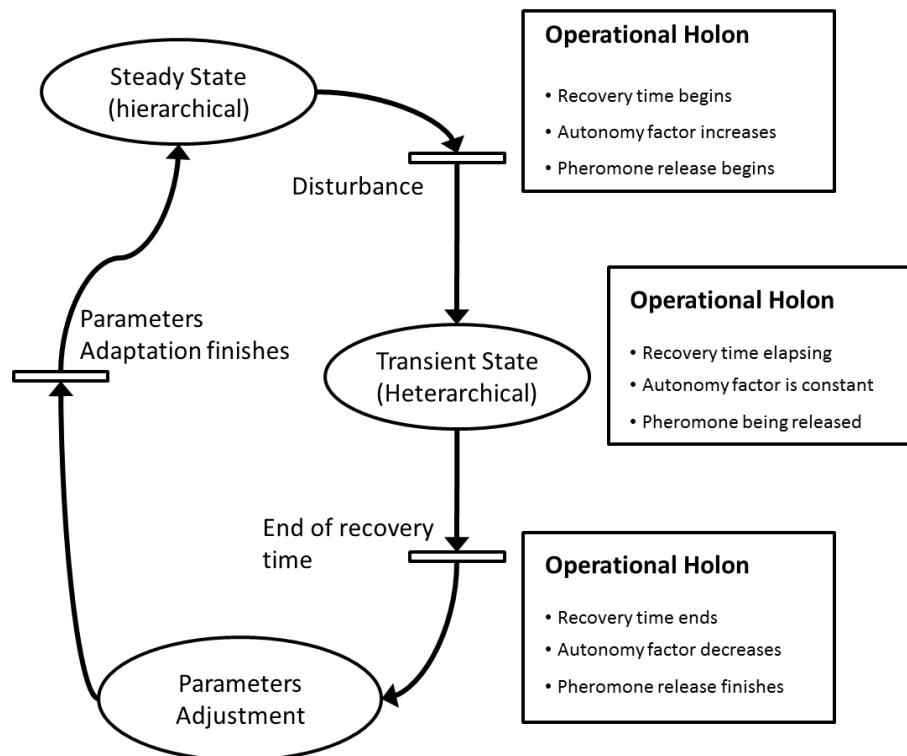 Steady State
(hierarchical)
Disturbance
Operational Holon
• Recovery time begins
• Autonomy factor increases
• Pheromone release begins
Parameters
Adaptation finishes
Transient State
(Heterarchical)
Operational Holon
• Recovery time elapsing
• Autonomy factor is constant
• Pheromone being released
End of recovery
time
Operational Holon
• Recovery time ends
• Autonomy factor decreases
• Pheromone release finishes
Parameters
Adjustment